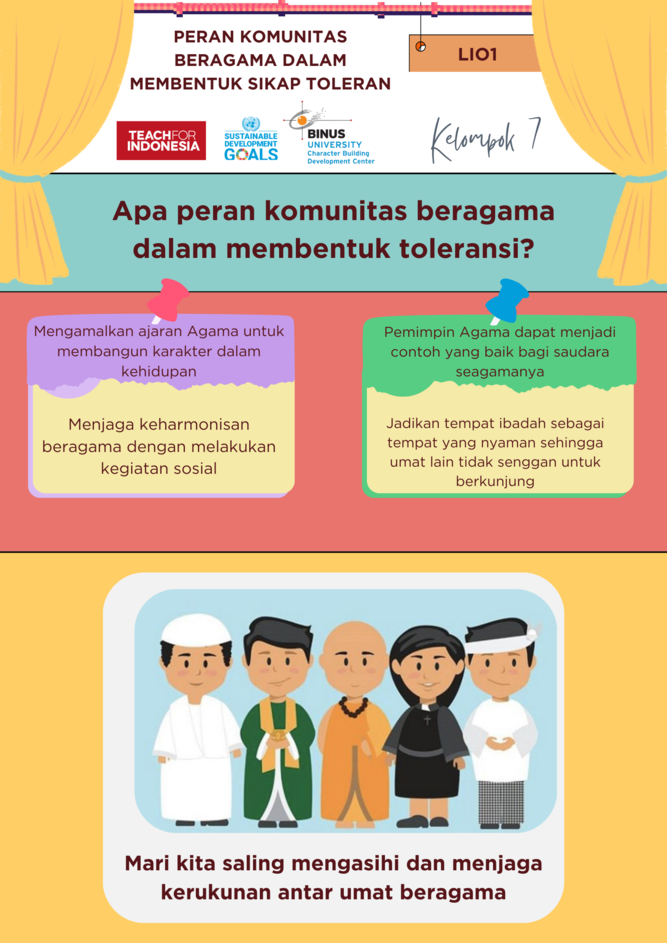 PERAN KOMUNITAS
BERAGAMA DALAM
MEMBENTUK SIKAP TOLERAN
LIO1
TEACHFOR
INDONESIA
SUSTAINABLE
DEVELOPMENT
GOALS
BINUS
UNIVERSITY
Character Building
Development Center
Kelompok 7
Apa peran komunitas beragama
dalam membentuk toleransi?
Mengamalkan ajaran Agama untuk
membangun karakter dalam
kehidupan
Menjaga keharmonisan
beragama dengan melakukan
kegiatan sosial
Pemimpin Agama dapat menjadi
contoh yang baik bagi saudara
seagamanya
Jadikan tempat ibadah sebagai
tempat yang nyaman sehingga
umat lain tidak senggan untuk
berkunjung
Mari kita saling mengasihi dan menjaga
kerukunan antar umat beragama